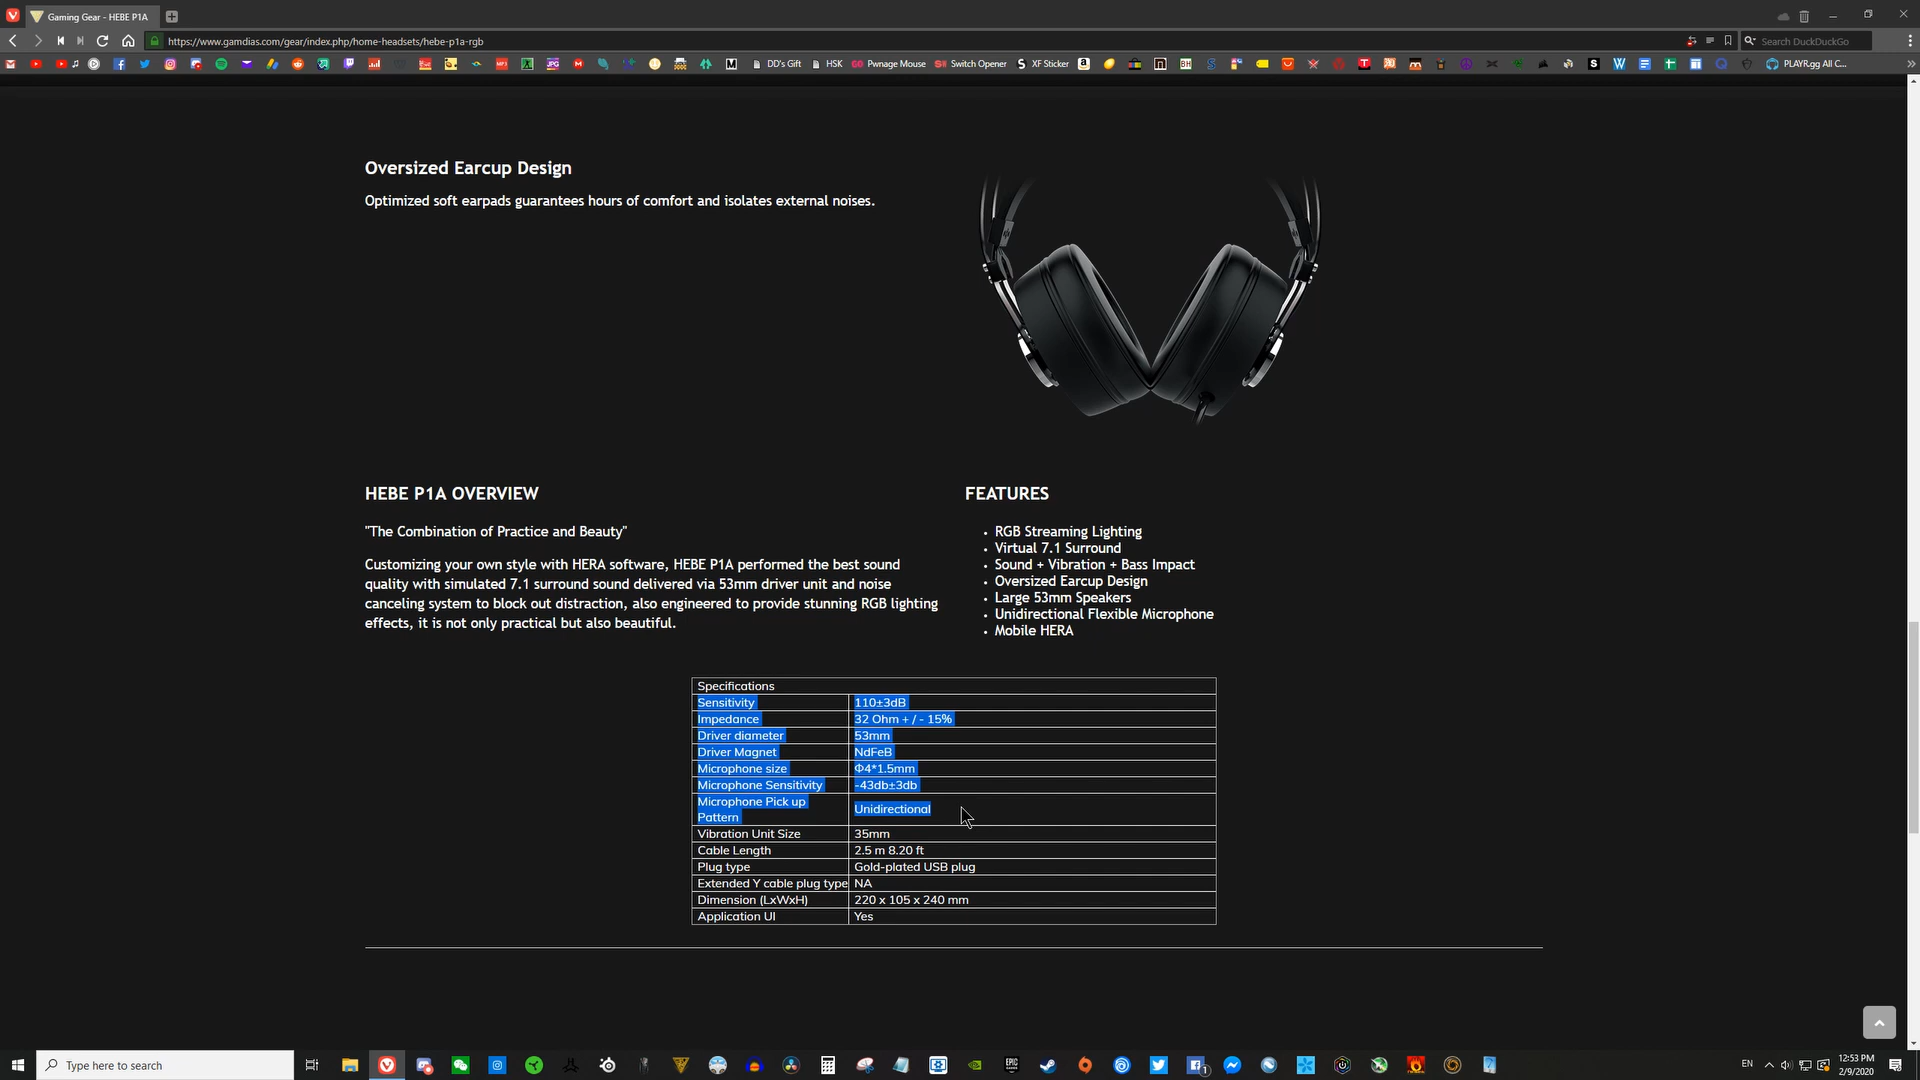 Gaming Gear - HEBE P1A
https://www.gamdias.com/gear/index.php/home-headsets/hebe-p1a-rgb
Search DuckDuckGo
DD's Gift
HSK
Pwnage Mouse
Switch Opener
XF Sticker
PLAYR.gg All C...
Oversized Earcup Design
Optimized soft earpads guarantees hours of comfort and isolates external noises.
HEBE P1A OVERVIEW
"The Combination of Practice and Beauty"
Customizing your own style with HERA software, HEBE P1A performed the best sound
quality with simulated 7.1 surround sound delivered via 53mm driver unit and noise
canceling system to block out distraction, also engineered to provide stunning RGB lighting
effects, it is not only practical but also beautiful.
FEATURES
RGB Streaming Lighting
Virtual 7.1 Surround
Sound + Vibration + Bass Impact
Oversized Earcup Design
Large 53mm Speakers
Unidirectional Flexible Microphone
Mobile HERA
Specifications
Sensitivity 110±3dB
Impedance 32 Ohm + / - 15%
Driver diameter 53mm
Driver Magnet NdFeB
Microphone size Φ4*1.5mm
Microphone Sensitivity -43db±3db
Microphone Pick up
Pattern
Unidirectional
Vibration Unit Size 35mm
Cable Length 2.5 m 8.20 ft
Plug type Gold-plated USB plug
Extended Y cable plug type NA
Dimension (LxWxH) 220 x 105 x 240 mm
Application UI Yes
Type here to search
EN
12:53 PM
2/9/2020